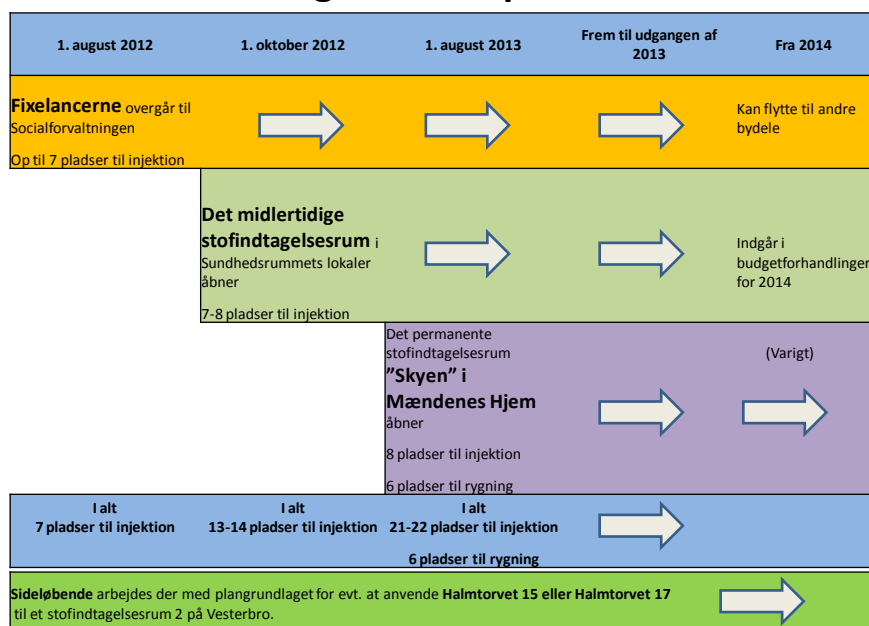 1. august 2012
1. oktober 2012
1. august 2013
Frem til udgangen af
2013
Fra 2014
Fixelancerne overgår til
Socialforvaltningen
Op til 7 pladser til injektion
Kan flytte til andre
bydele
Det midlertidige
stofindtagelsesrum i
Sundhedsrummets lokaler
åbner
7-8 pladser til injektion
Indgår i
budgetforhandlinger
for 2014
Det permanente
stofindtagelsesrum
”Skyen” i
Mændenes Hjem
åbner
8 pladser til injektion
6 pladser til rygning
(Varigt)
I alt
7 pladser til injektion
I alt
13-14 pladser til injektion
I alt
21-22 pladser til injektion
6 pladser til rygning
Sideløbende arbejdes der med plangrundlaget for evt. at anvende Halmtorvet 15 eller Halmtorvet 17
til et stofindtagelsesrum 2 på Vesterbro.